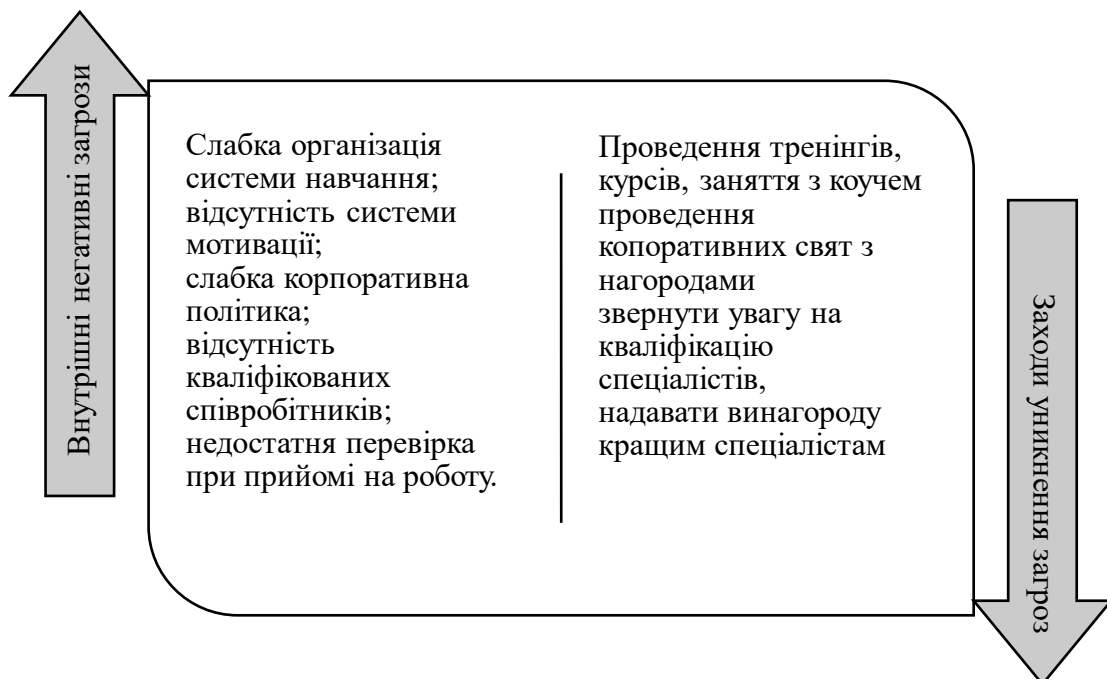 Внутрішні негативні загрози
Слабка організація
системи навчання;
відсутність системи
мотивації;
слабка корпоративна
політика;
відсутність
кваліфікованих
співробітників;
недостатня перевірка
при прийомі на роботу.
Проведення тренінгів,
курсів, заняття з коучем
проведення
копоративних свят з
нагородами
звернути увагу на
кваліфікацію
спеціалістів,
надавати винагороду
кращим спеціалістам
Заходи уникнення загроз